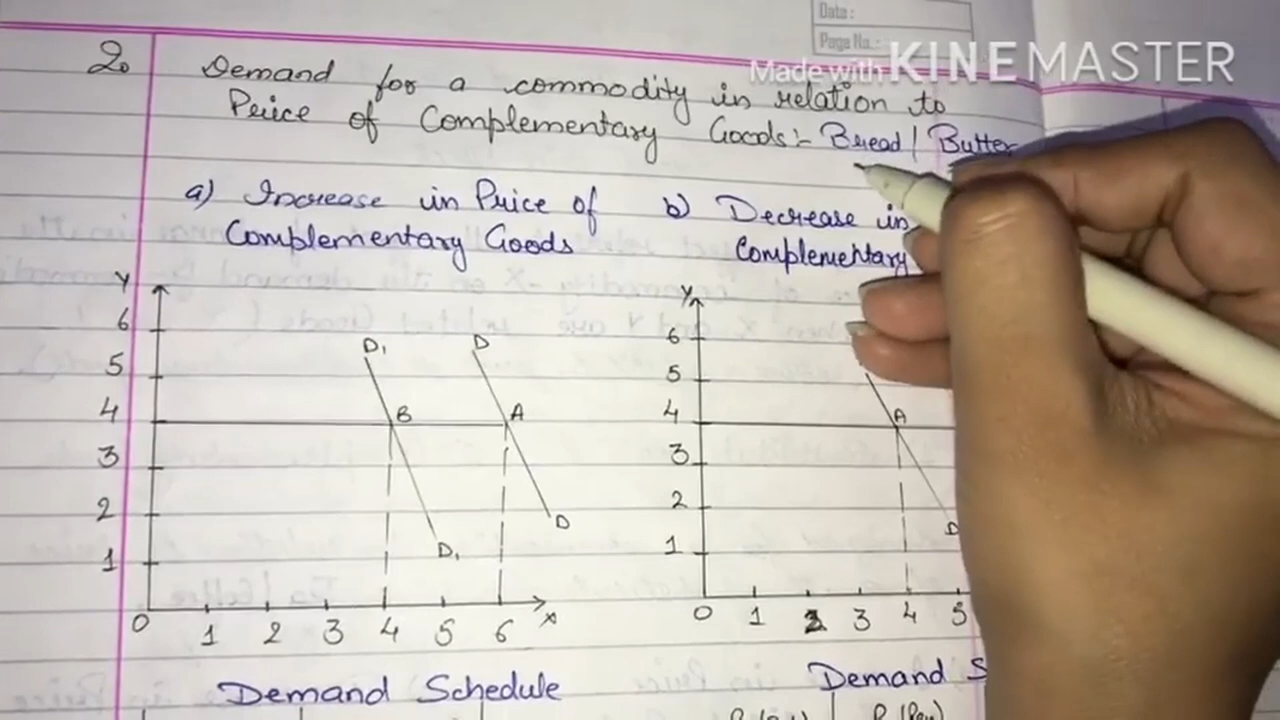 Date :
Page No. :
Made with KINEMASTER
2. Demand for a commodity in relation to
Price of Complementary Goods:- Bread | Butter
a) Increase in Price of
Complementary Goods
b) Decrease in
Complementary
Y
6
5
4
3
2
1
0
1 2 3 4 5 6 X
D1
D
B
A
D
D1
Y
6
5
4
3
2
1
0
1 2 3 4 5
A
D
Demand Schedule
Demand S